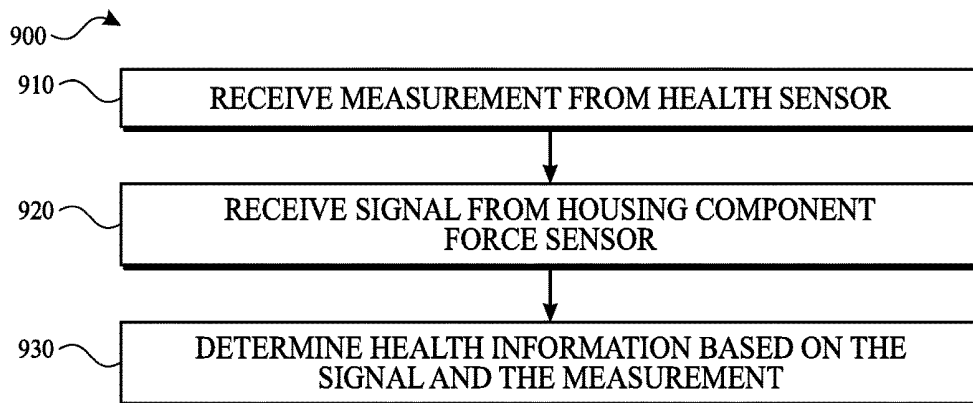 900
910
RECEIVE MEASUREMENT FROM HEALTH SENSOR
920
RECEIVE SIGNAL FROM HOUSING COMPONENT
FORCE SENSOR
930
DETERMINE HEALTH INFORMATION BASED ON THE
SIGNAL AND THE MEASUREMENT